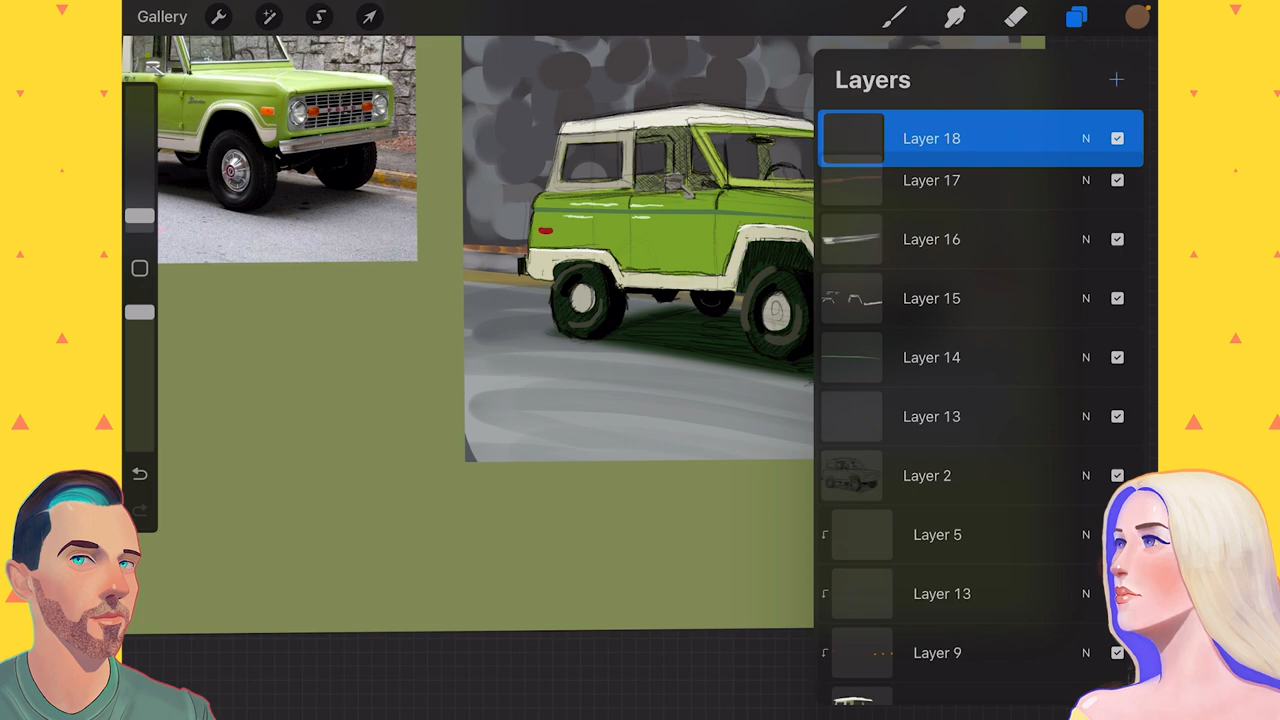 Gallery
Layers
Layer 18 N
Layer 17 N
Layer 16 N
Layer 15 N
Layer 14 N
Layer 13 N
Layer 2 N
Layer 5 N
Layer 13 N
Layer 9 N